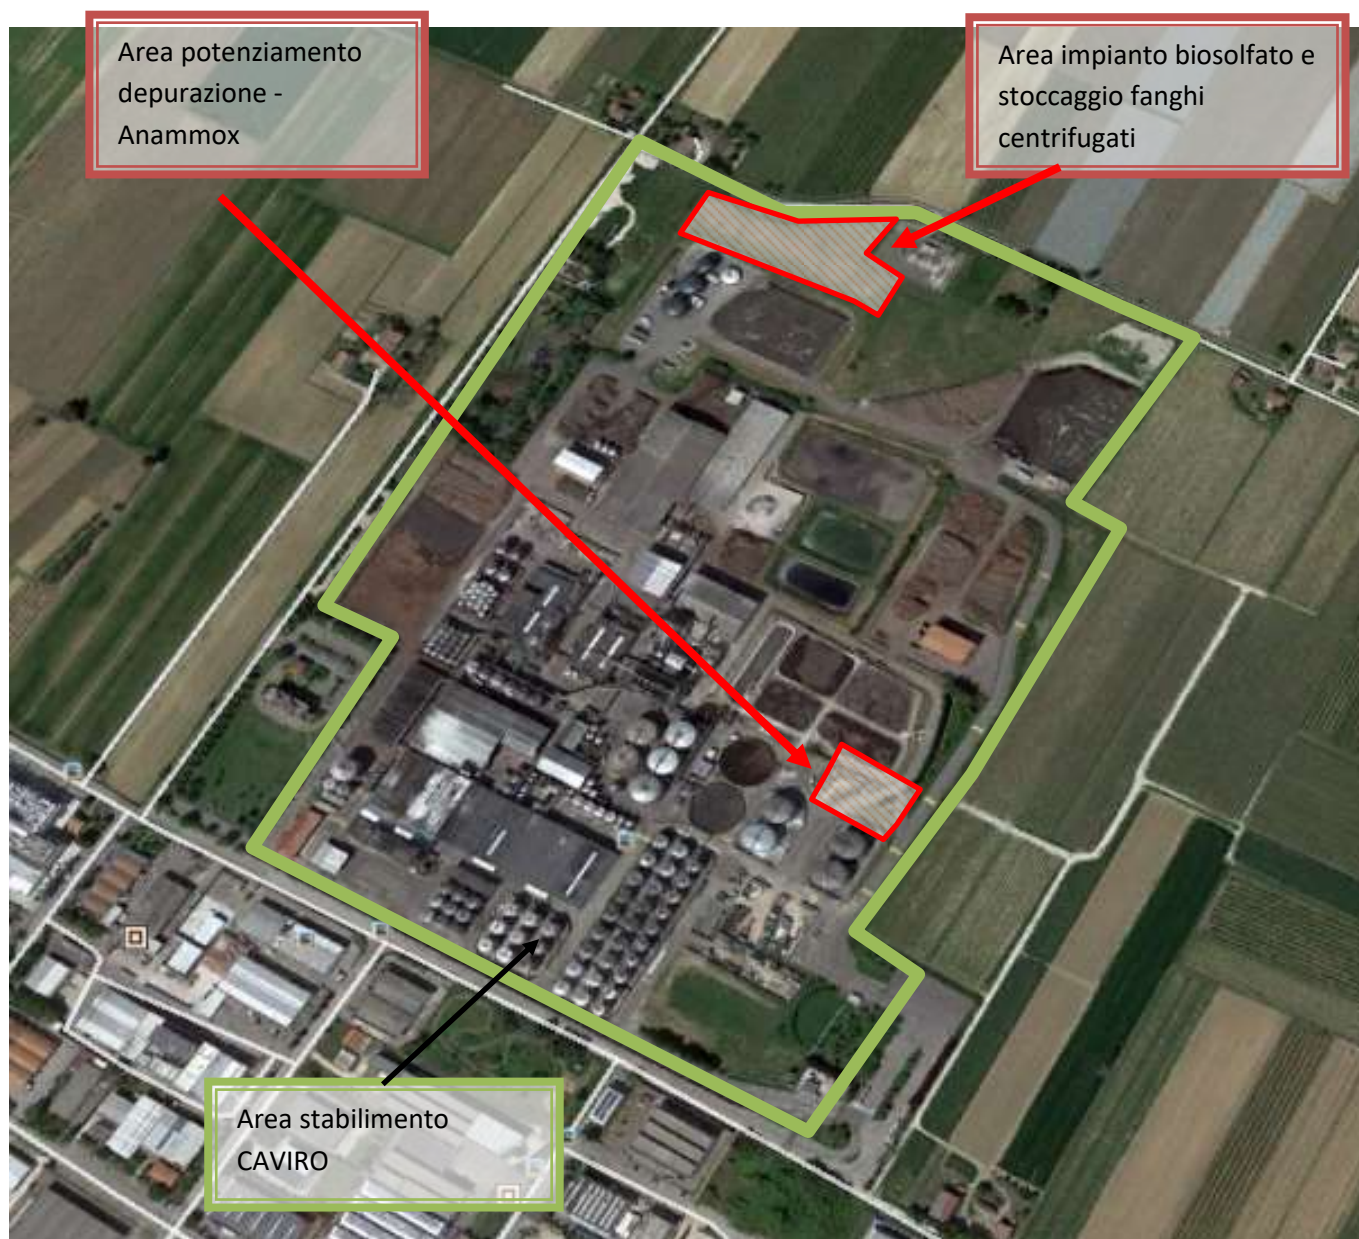 Area potenziamento
depurazione -
Anammox
Area impianto biosolfato e
stoccaggio fanghi
centrifugati
Area stabilimento
CAVIRO